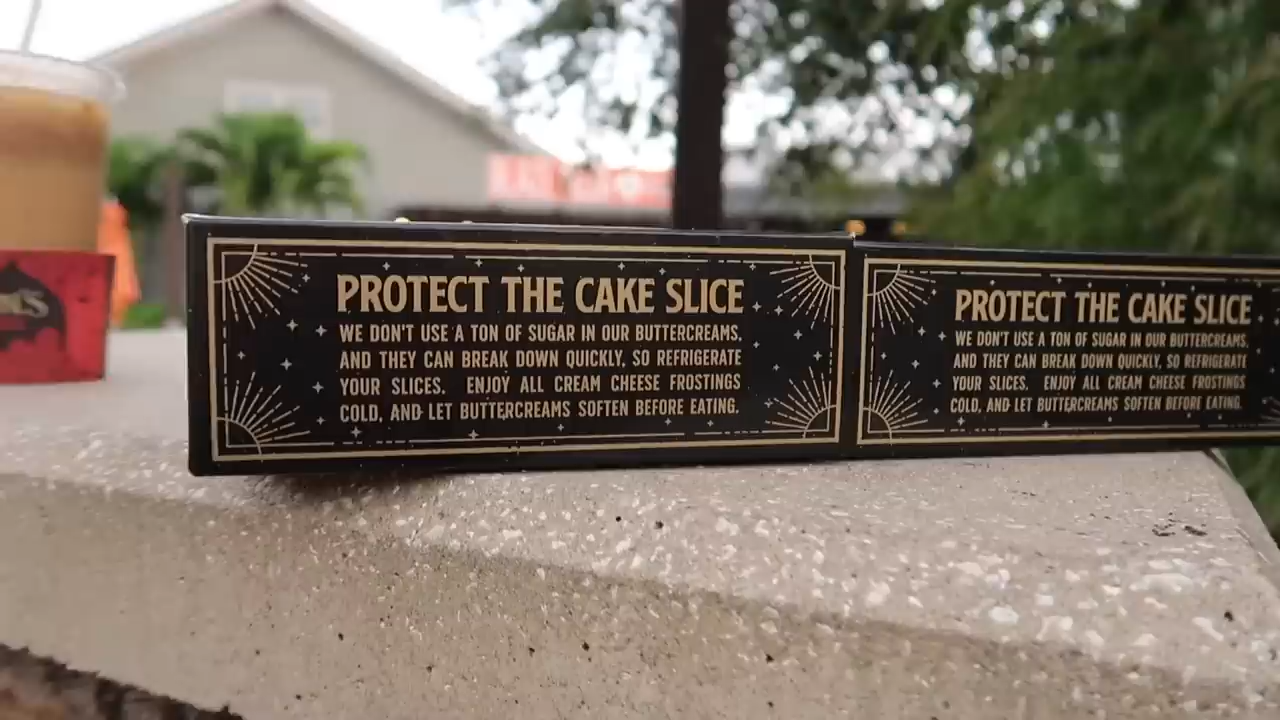 PROTECT THE CAKE SLICE
WE DON'T USE A TON OF SUGAR IN OUR BUTTERCREAMS,
AND THEY CAN BREAK DOWN QUICKLY, SO REFRIGERATE
YOUR SLICES. ENJOY ALL CREAM CHEESE FROSTINGS
COLD, AND LET BUTTERCREAMS SOFTEN BEFORE EATING.
PROTECT THE CAKE SLICE
WE DON'T USE A TON OF SUGAR IN OUR BUTTERCREAMS,
AND THEY CAN BREAK DOWN QUICKLY, SO REFRIGERATE
YOUR SLICES. ENJOY ALL CREAM CHEESE FROSTINGS
COLD, AND LET BUTTERCREAMS SOFTEN BEFORE EATING.